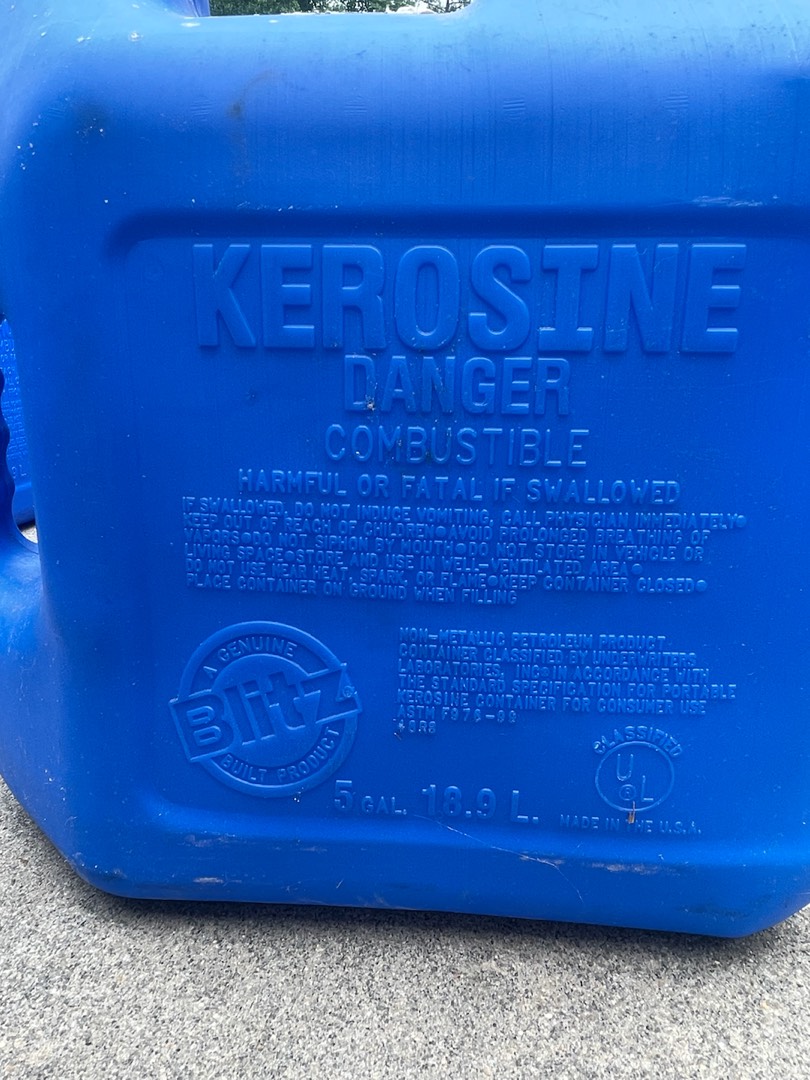 KEROSINE
DANGER
COMBUSTIBLE
HARMFUL OR FATAL IF SWALLOWED
IF SWALLOWED, DO NOT INDUCE VOMITING, CALL PHYSICIAN IMMEDIATELY●
KEEP OUT OF REACH OF CHILDREN●AVOID PROLONGED BREATHING OF
VAPORS●DO NOT SIPHON BY MOUTH●DO NOT STORE IN VEHICLE OR
LIVING SPACE●STORE AND USE IN WELL-VENTILATED AREA●
DO NOT USE NEAR HEAT, SPARK, OR FLAME●KEEP CONTAINER CLOSED●
PLACE CONTAINER ON GROUND WHEN FILLING
A GENUINE
Blitz®
BUILT PRODUCT
NON-METALLIC PETROLEUM PRODUCT
CONTAINER CLASSIFIED BY UNDERWRITERS
LABORATORIES, INC. IN ACCORDANCE WITH
THE STANDARD SPECIFICATION FOR PORTABLE
KEROSINE CONTAINER FOR CONSUMER USE
ASTM
5 GAL. 18.9 L.
CLASSIFIED
U
® L
MADE IN THE U.S.A.